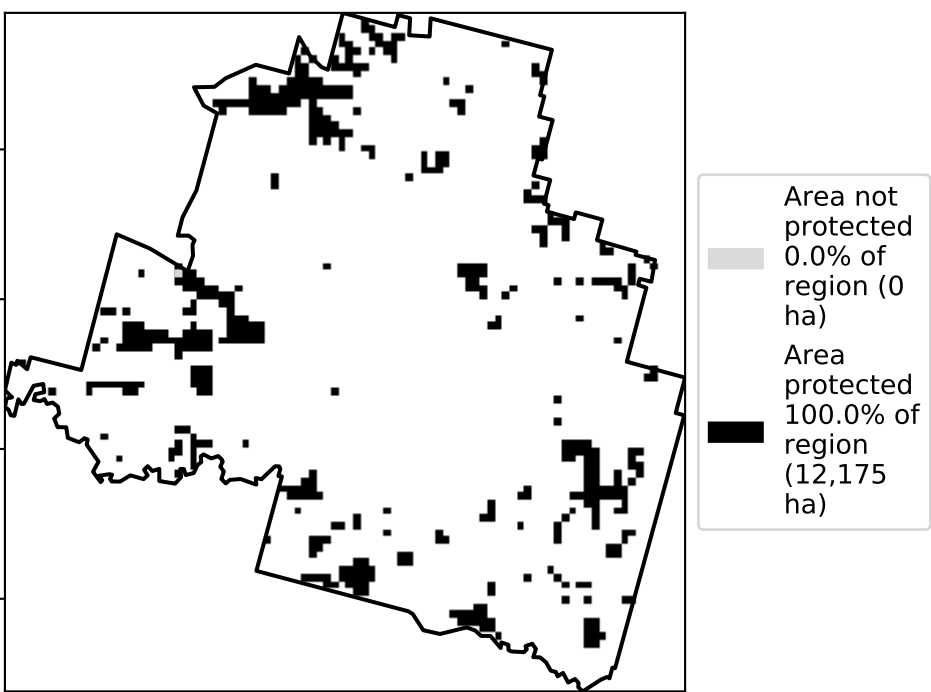 Area not
protected
0.0% of
region (0
ha)
Area
protected
100.0% of
region
(12,175
ha)